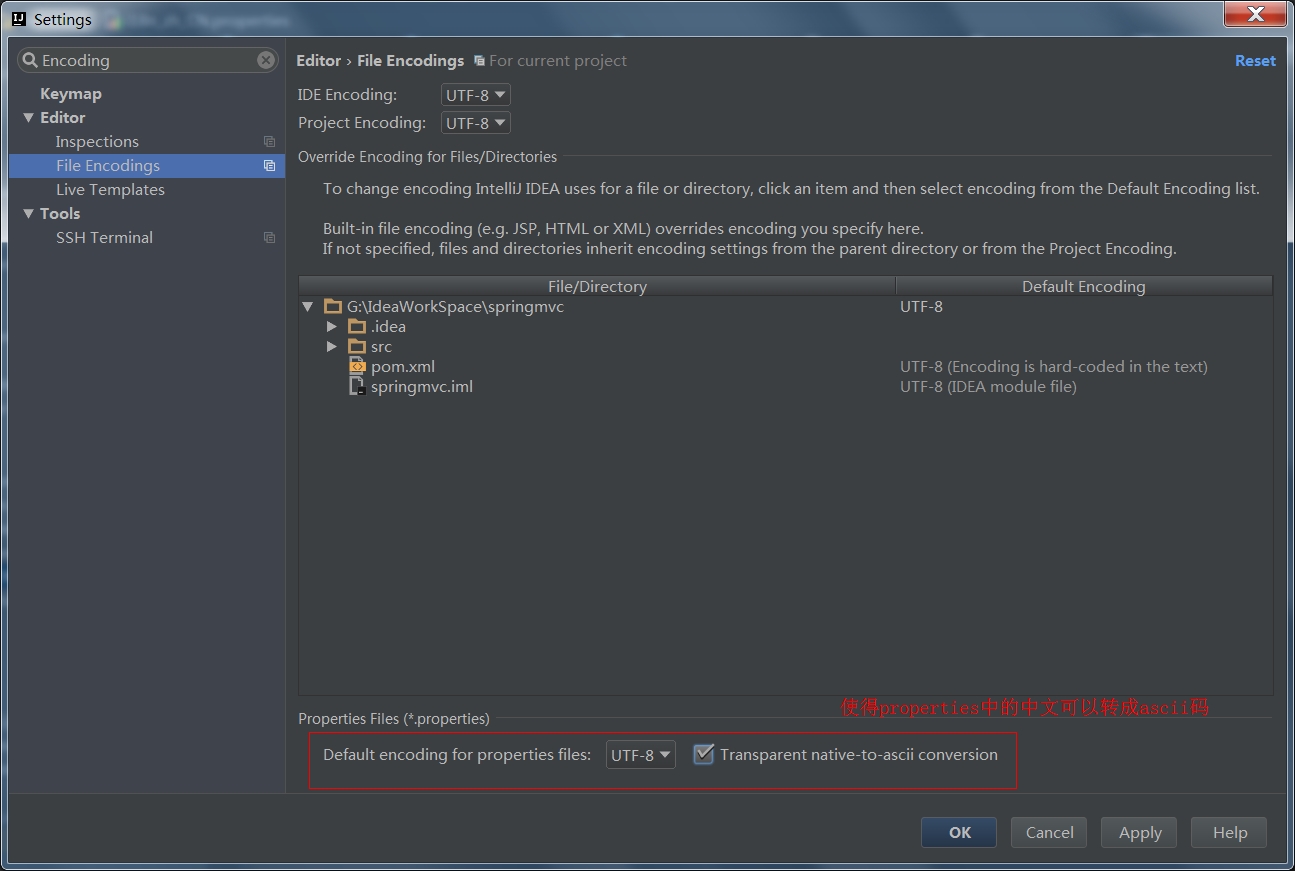 Settings
Encoding
Keymap
Editor
Inspections
File Encodings
Live Templates
Tools
SSH Terminal
Editor › File Encodings For current project Reset
IDE Encoding: UTF-8
Project Encoding: UTF-8
Override Encoding for Files/Directories
To change encoding IntelliJ IDEA uses for a file or directory, click an item and then select encoding from the Default Encoding list.
Built-in file encoding (e.g. JSP, HTML or XML) overrides encoding you specify here.
If not specified, files and directories inherit encoding settings from the parent directory or from the Project Encoding.
File/Directory Default Encoding
G:\IdeaWorkSpace\springmvc UTF-8
.idea
src
pom.xml UTF-8 (Encoding is hard-coded in the text)
springmvc.iml UTF-8 (IDEA module file)
使得properties中的中文可以转成ascii码
Properties Files (*.properties)
Default encoding for properties files: UTF-8 Transparent native-to-ascii conversion
OK Cancel Apply Help